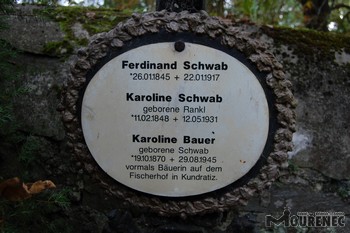 Ferdinand Schwab
*26.01.1845 + 22.01.1917
Karoline Schwab
geborene Rankl
*11.02.1848 + 12.05.1931
Karoline Bauer
geborene Schwab
*19.10.1870 + 29.08.1945
vormals Bäuerin auf dem
Fischerhof in Kundratiz.
MOURENEC